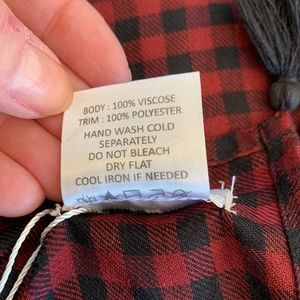 BODY : 100% VISCOSE
TRIM : 100% POLYESTER
HAND WASH COLD
SEPARATELY
DO NOT BLEACH
DRY FLAT
COOL IRON IF NEEDED